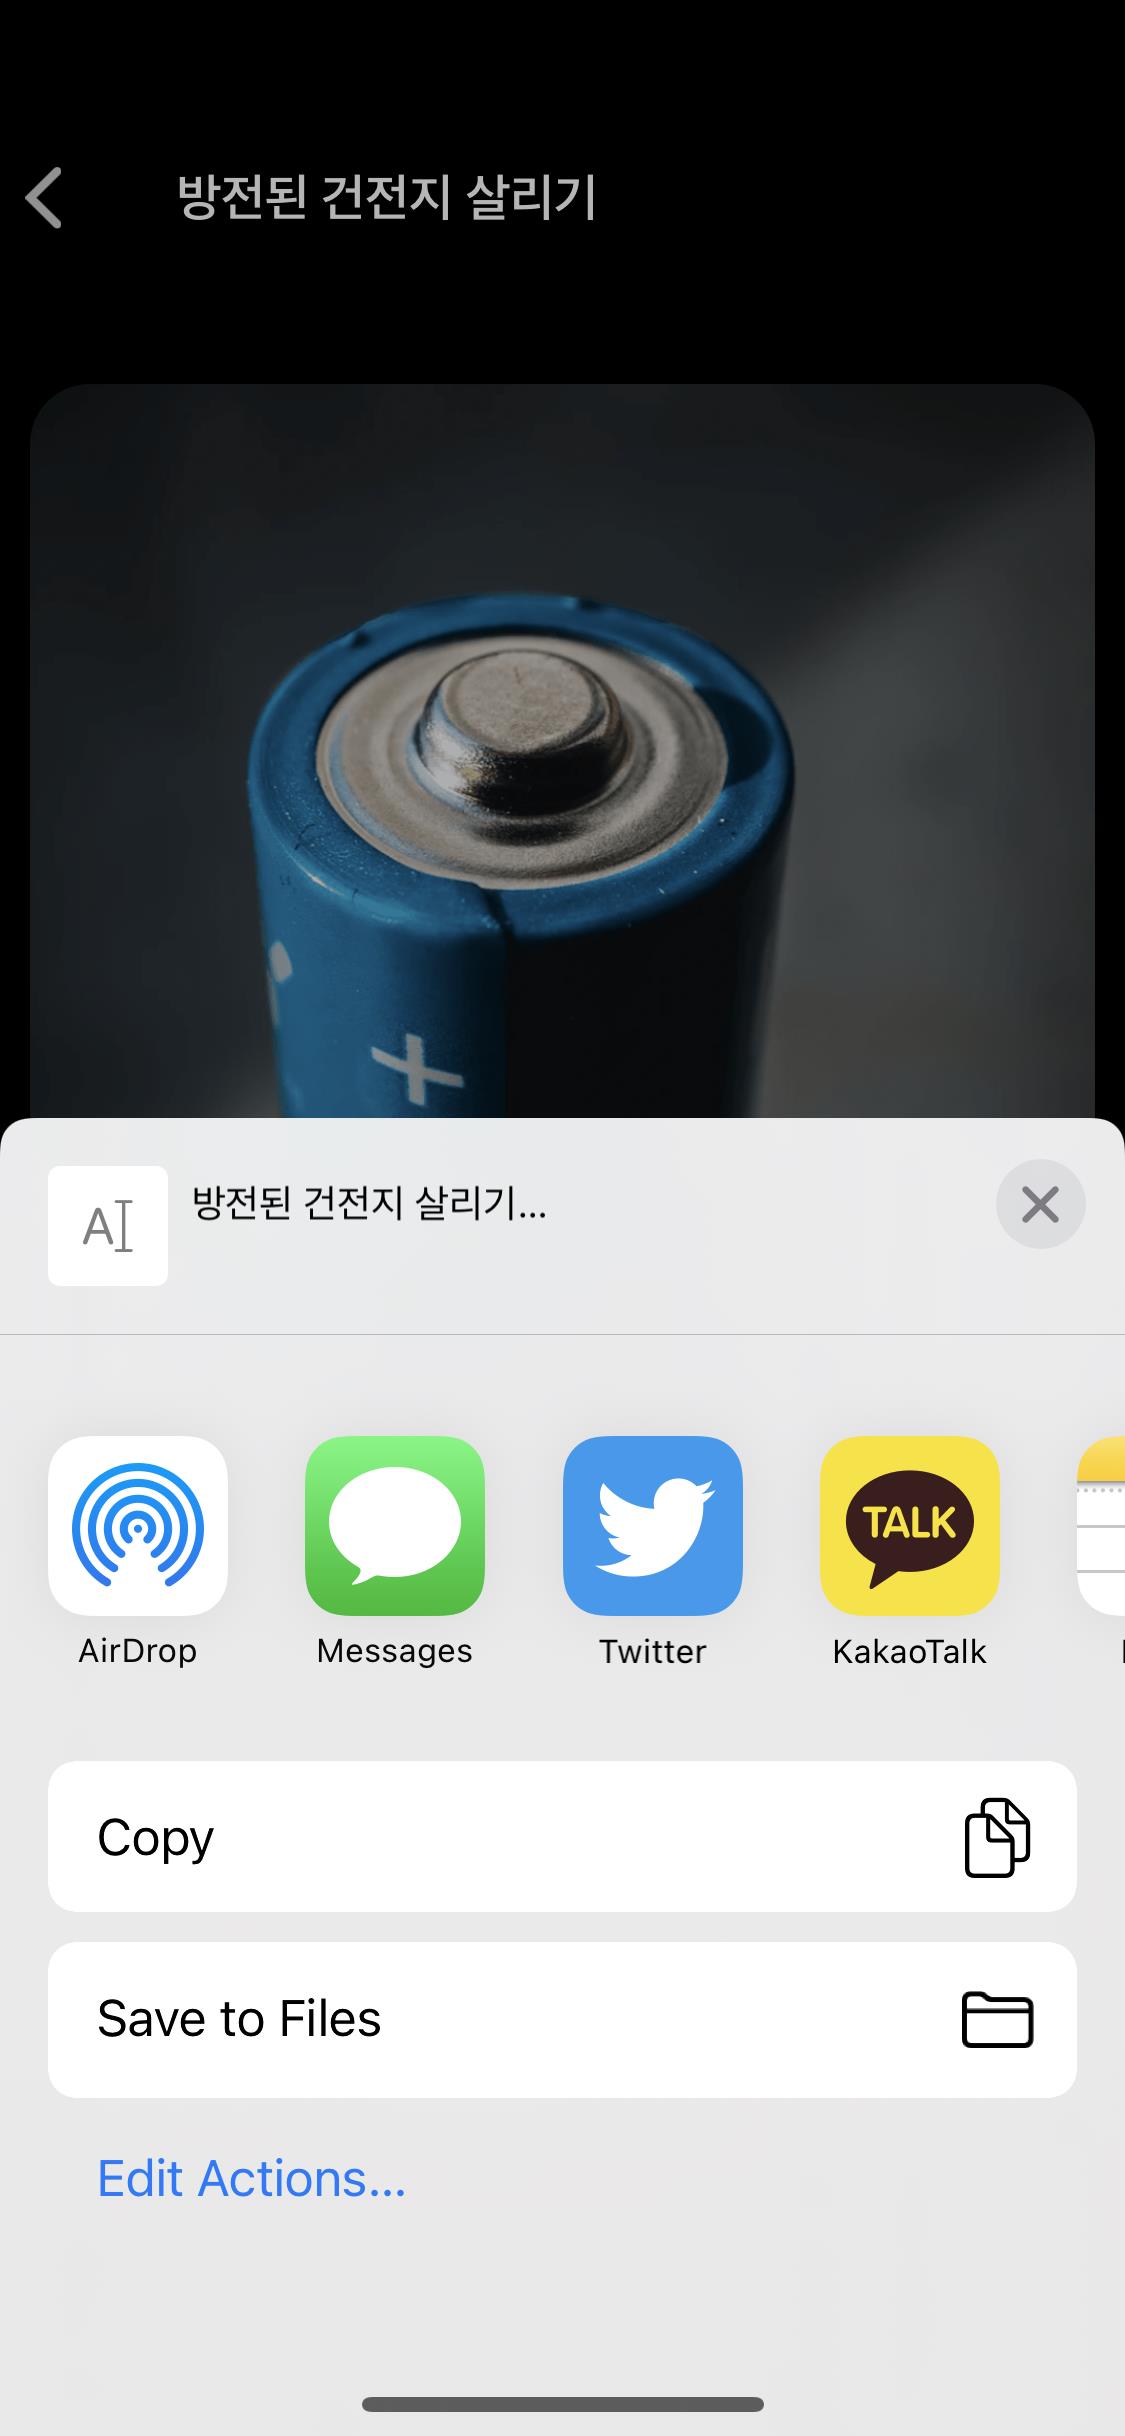 방전된 건전지 살리기
+
AI
방전된 건전지 살리기...
TALK
AirDrop
Messages
Twitter
KakaoTalk
Copy
Save to Files
Edit Actions...